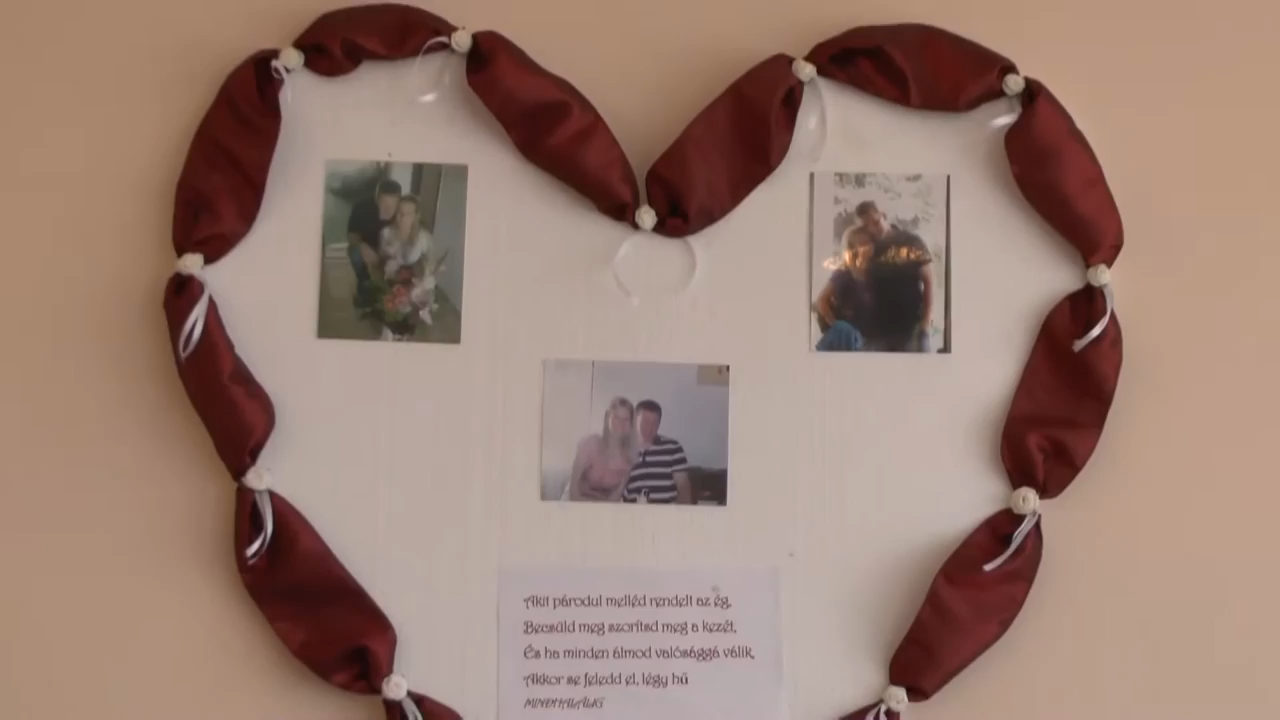 Akit párodul melléd rendelt az ég,
Becsüld meg szorítsd meg a kezét,
És ha minden álmod valósággá válik,
Akkor se feledd el, légy hű
MINDHALÁLIG